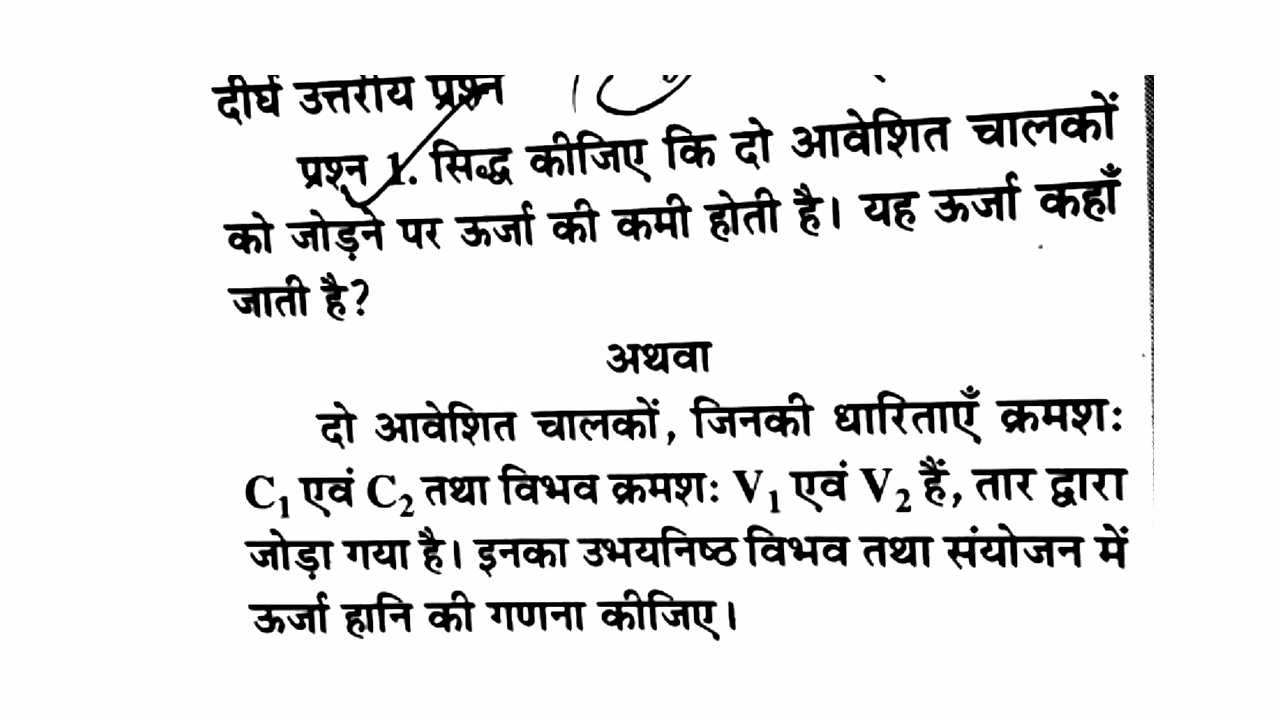 दीर्घ उत्तरीय प्रश्न
प्रश्न 1. सिद्ध कीजिए कि दो आवेशित चालकों
को जोड़ने पर ऊर्जा की कमी होती है। यह ऊर्जा कहाँ
जाती है?
अथवा
दो आवेशित चालकों, जिनकी धारिताएँ क्रमशः
C₁ एवं C₂ तथा विभव क्रमशः V₁ एवं V₂ हैं, तार द्वारा
जोड़ा गया है। इनका उभयनिष्ठ विभव तथा संयोजन में
ऊर्जा हानि की गणना कीजिए।